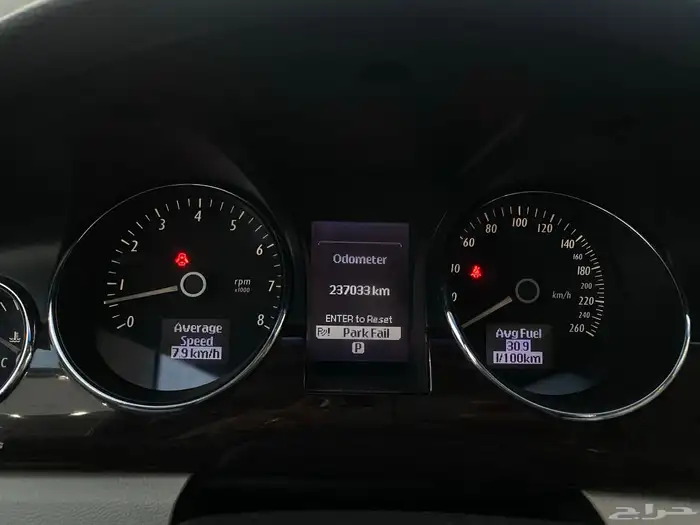 0
1
2
3
4
5
6
7
8
rpm
x1000
Average
Speed
7.9 km/h
Odometer
237033 km
ENTER to Reset
Park Fail
P
0
10
60
80
100
120
140
160
180
200
220
240
260
km/h
Avg Fuel
30.9
l/100km
C
حراج